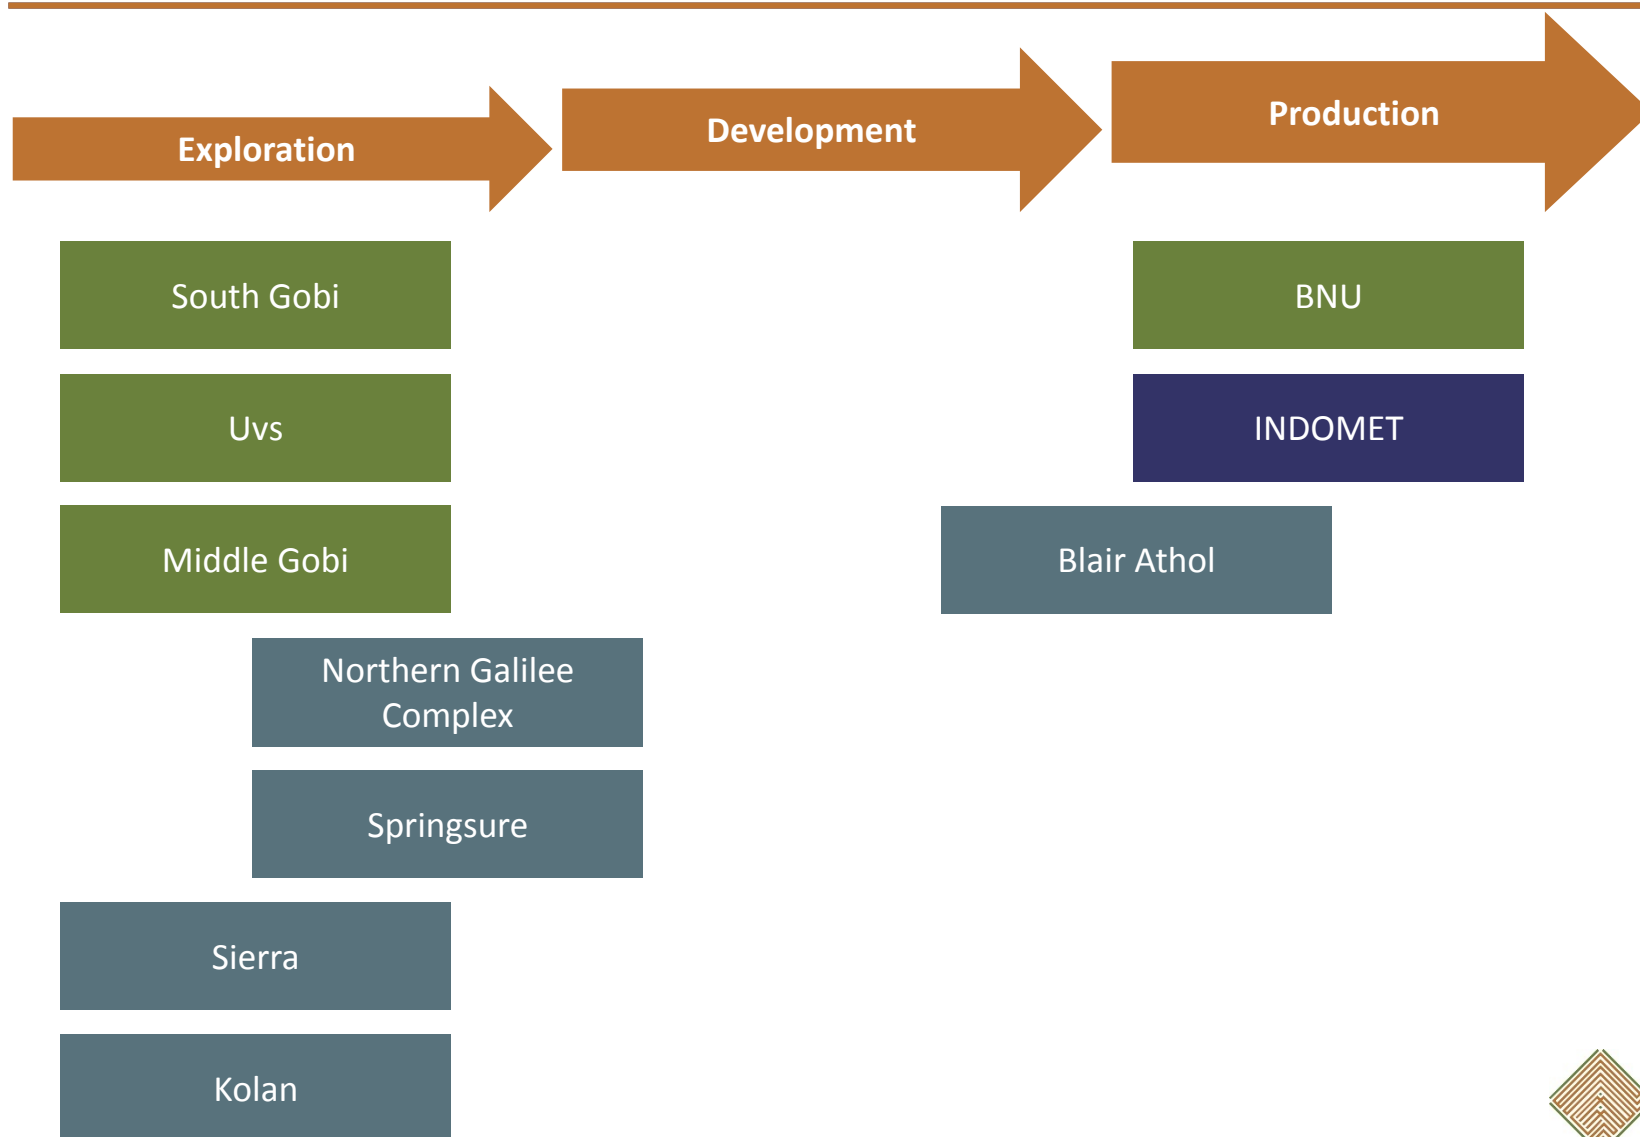 Exploration
Development
Production
South Gobi
BNU
Uvs
INDOMET
Middle Gobi
Blair Athol
Northern Galilee
Complex
Springsure
Sierra
Kolan